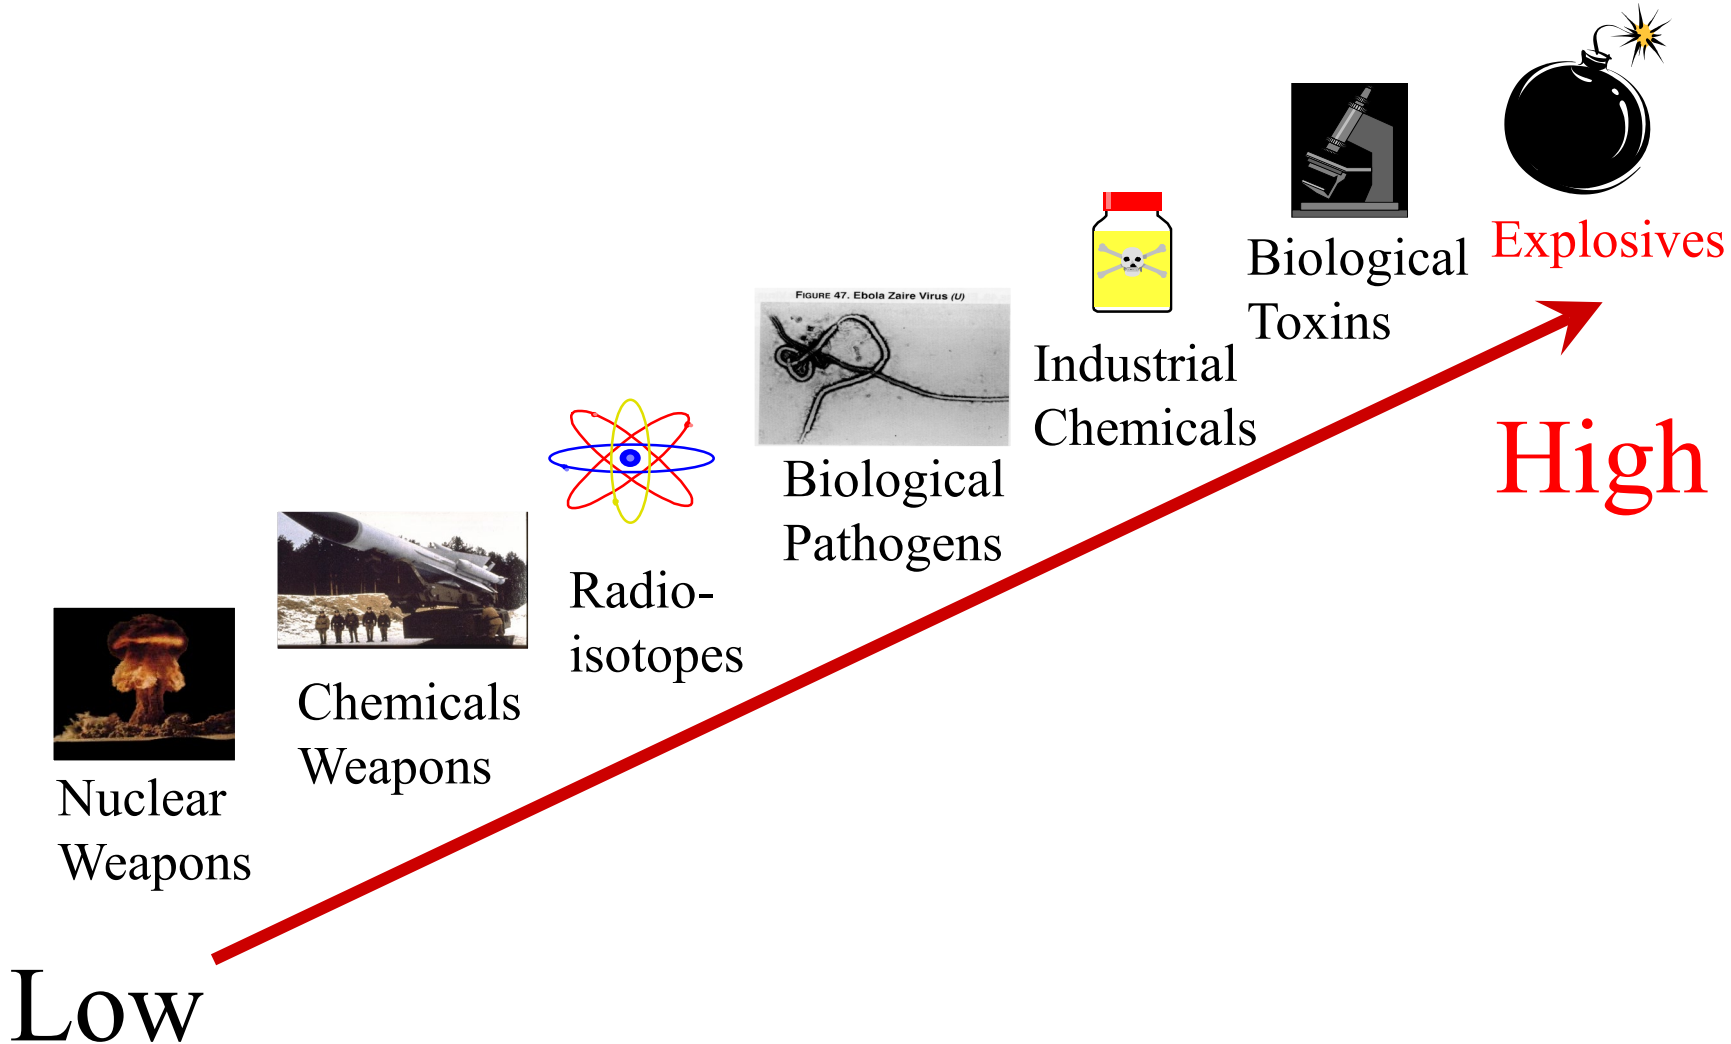 Explosives
Biological
Toxins
FIGURE 47. Ebola Zaire Virus (U)
Industrial
Chemicals
High
Biological
Pathogens
Radio-
isotopes
Chemicals
Weapons
Nuclear
Weapons
Low